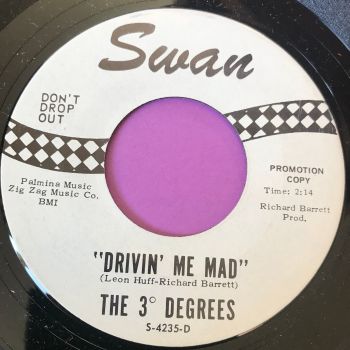 Swan
DON'T
DROP
OUT
Palmina Music
Zig Zag Music Co.
BMI
PROMOTION
COPY
Time: 2:14
Richard Barrett
Prod.
"DRIVIN' ME MAD"
(Leon Huff-Richard Barrett)
THE 3° DEGREES
S-4235-D